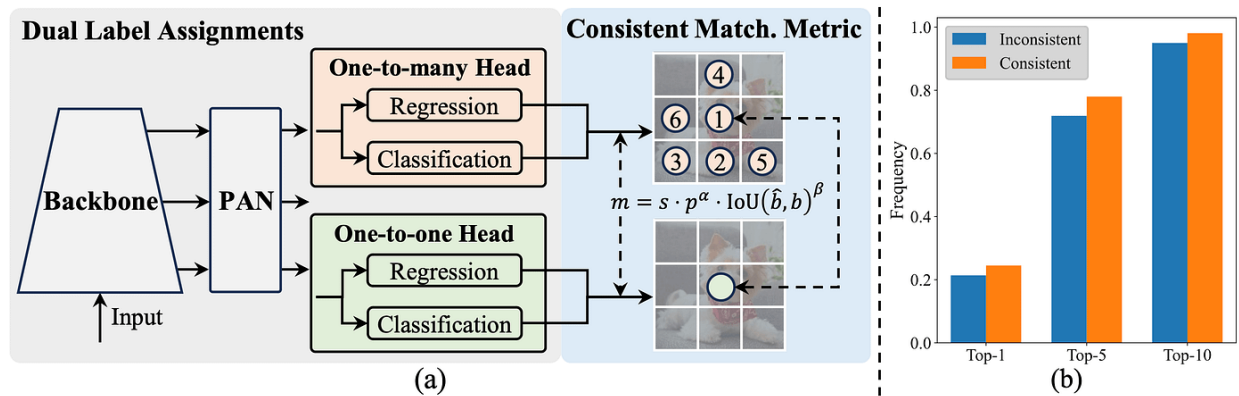 Dual Label Assignments
Consistent Match. Metric
One-to-many Head
Regression
Classification
Backbone
PAN
Input
One-to-one Head
Regression
Classification
4
6 1
3 2 5
m = s · p^α · IoU(b̂, b)^β
(a)
Inconsistent
Consistent
Frequency
1.0
0.8
0.6
0.4
0.2
0.0
Top-1 Top-5 Top-10
(b)